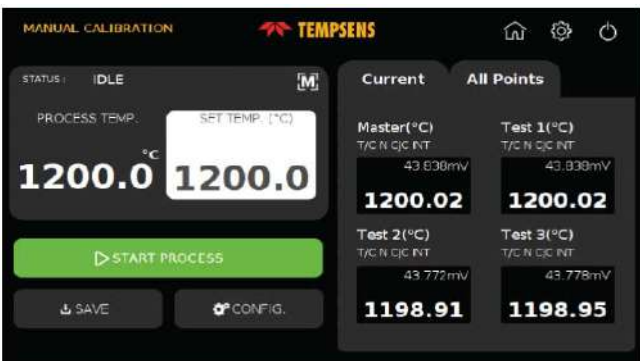 MANUAL CALIBRATION
TEMPSENS
STATUS : IDLE
[M]
PROCESS TEMP.
°C
1200.0
SET TEMP. (°C)
1200.0
START PROCESS
SAVE
CONFIG.
Current
All Points
Master(°C)
T/C N CJC INT
43.838mV
1200.02
Test 1(°C)
T/C N CJC INT
43.838mV
1200.02
Test 2(°C)
T/C N CJC INT
43.772mV
1198.91
Test 3(°C)
T/C N CJC INT
43.778mV
1198.95